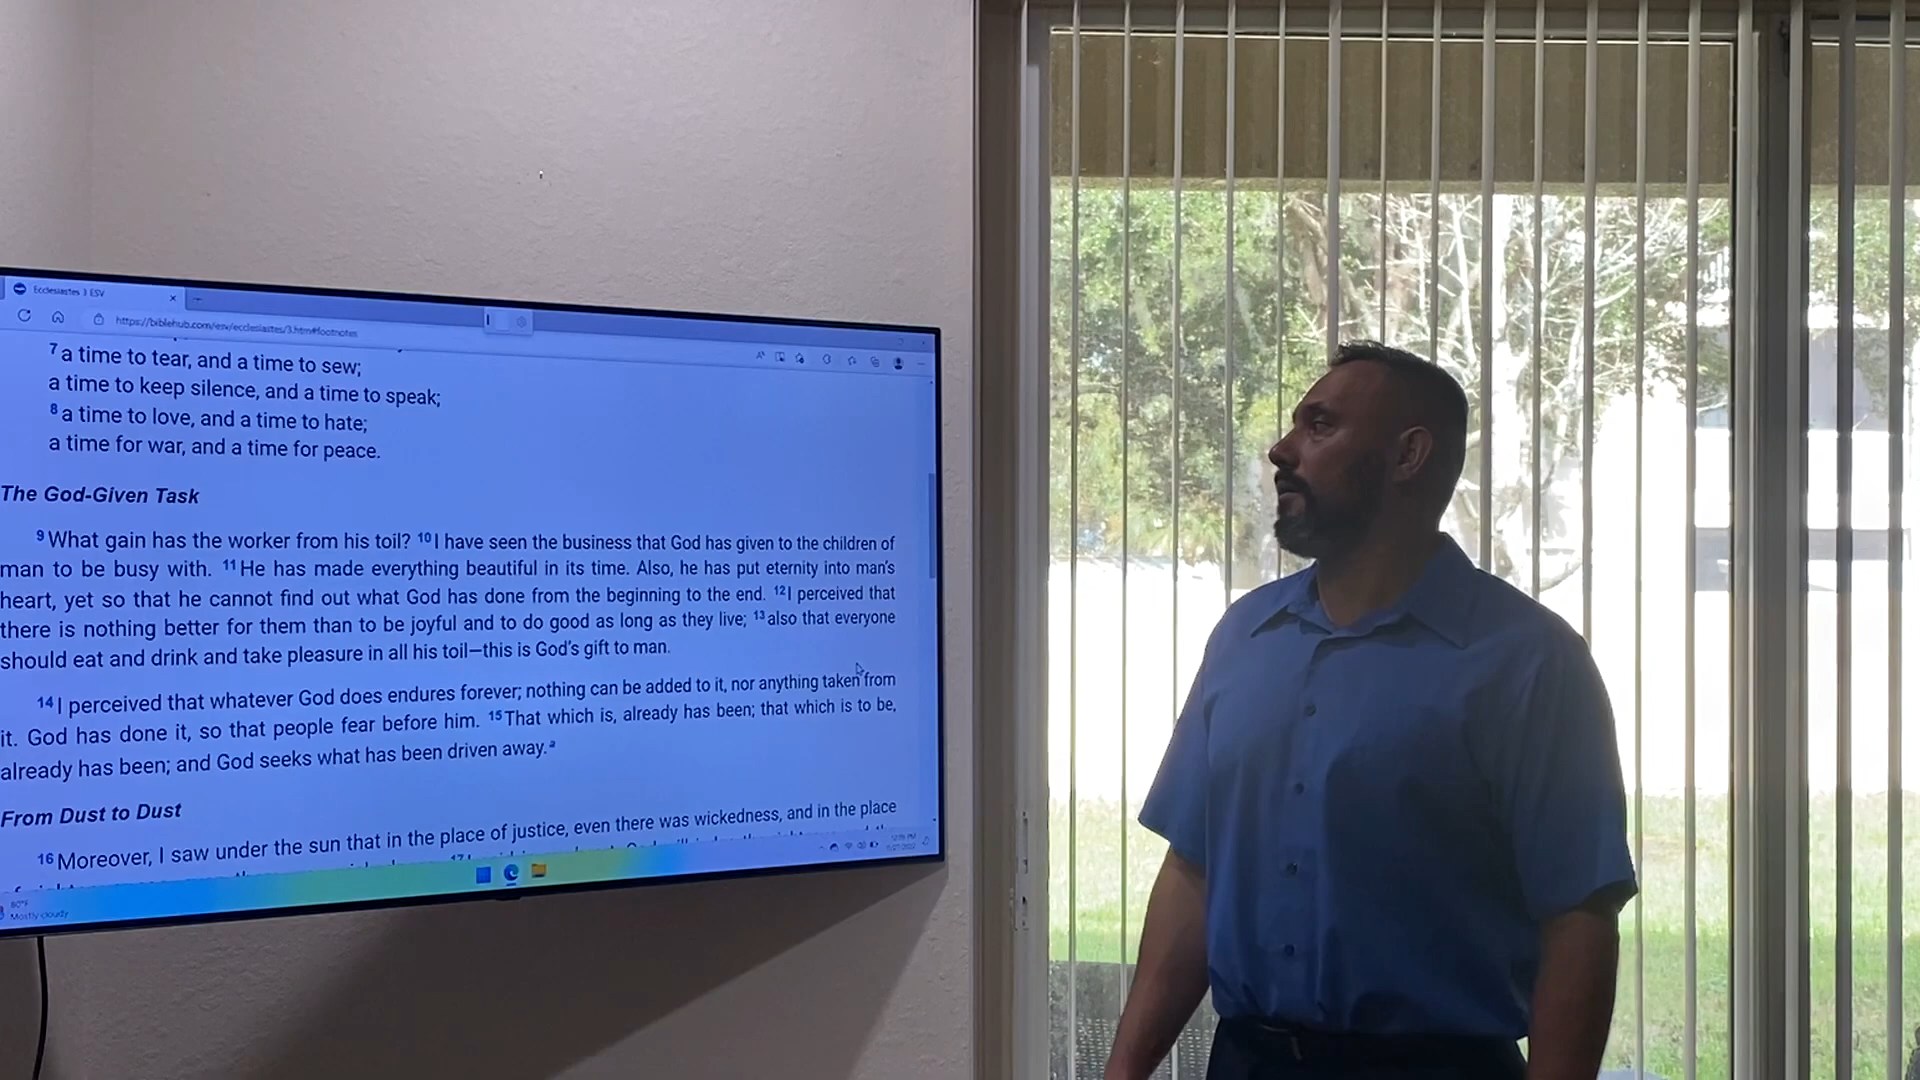 Ecclesiastes 3 ESV
https://biblehub.com/esv/ecclesiastes/3.htm#footnotes
7 a time to tear, and a time to sew;
a time to keep silence, and a time to speak;
8 a time to love, and a time to hate;
a time for war, and a time for peace.
The God-Given Task
9 What gain has the worker from his toil? 10 I have seen the business that God has given to the children of
man to be busy with. 11 He has made everything beautiful in its time. Also, he has put eternity into man's
heart, yet so that he cannot find out what God has done from the beginning to the end. 12 I perceived that
there is nothing better for them than to be joyful and to do good as long as they live; 13 also that everyone
should eat and drink and take pleasure in all his toil—this is God's gift to man.
14 I perceived that whatever God does endures forever; nothing can be added to it, nor anything taken from
it. God has done it, so that people fear before him. 15 That which is, already has been; that which is to be,
already has been; and God seeks what has been driven away.a
From Dust to Dust
16 Moreover, I saw under the sun that in the place of justice, even there was wickedness, and in the place
80°F
Mostly cloudy